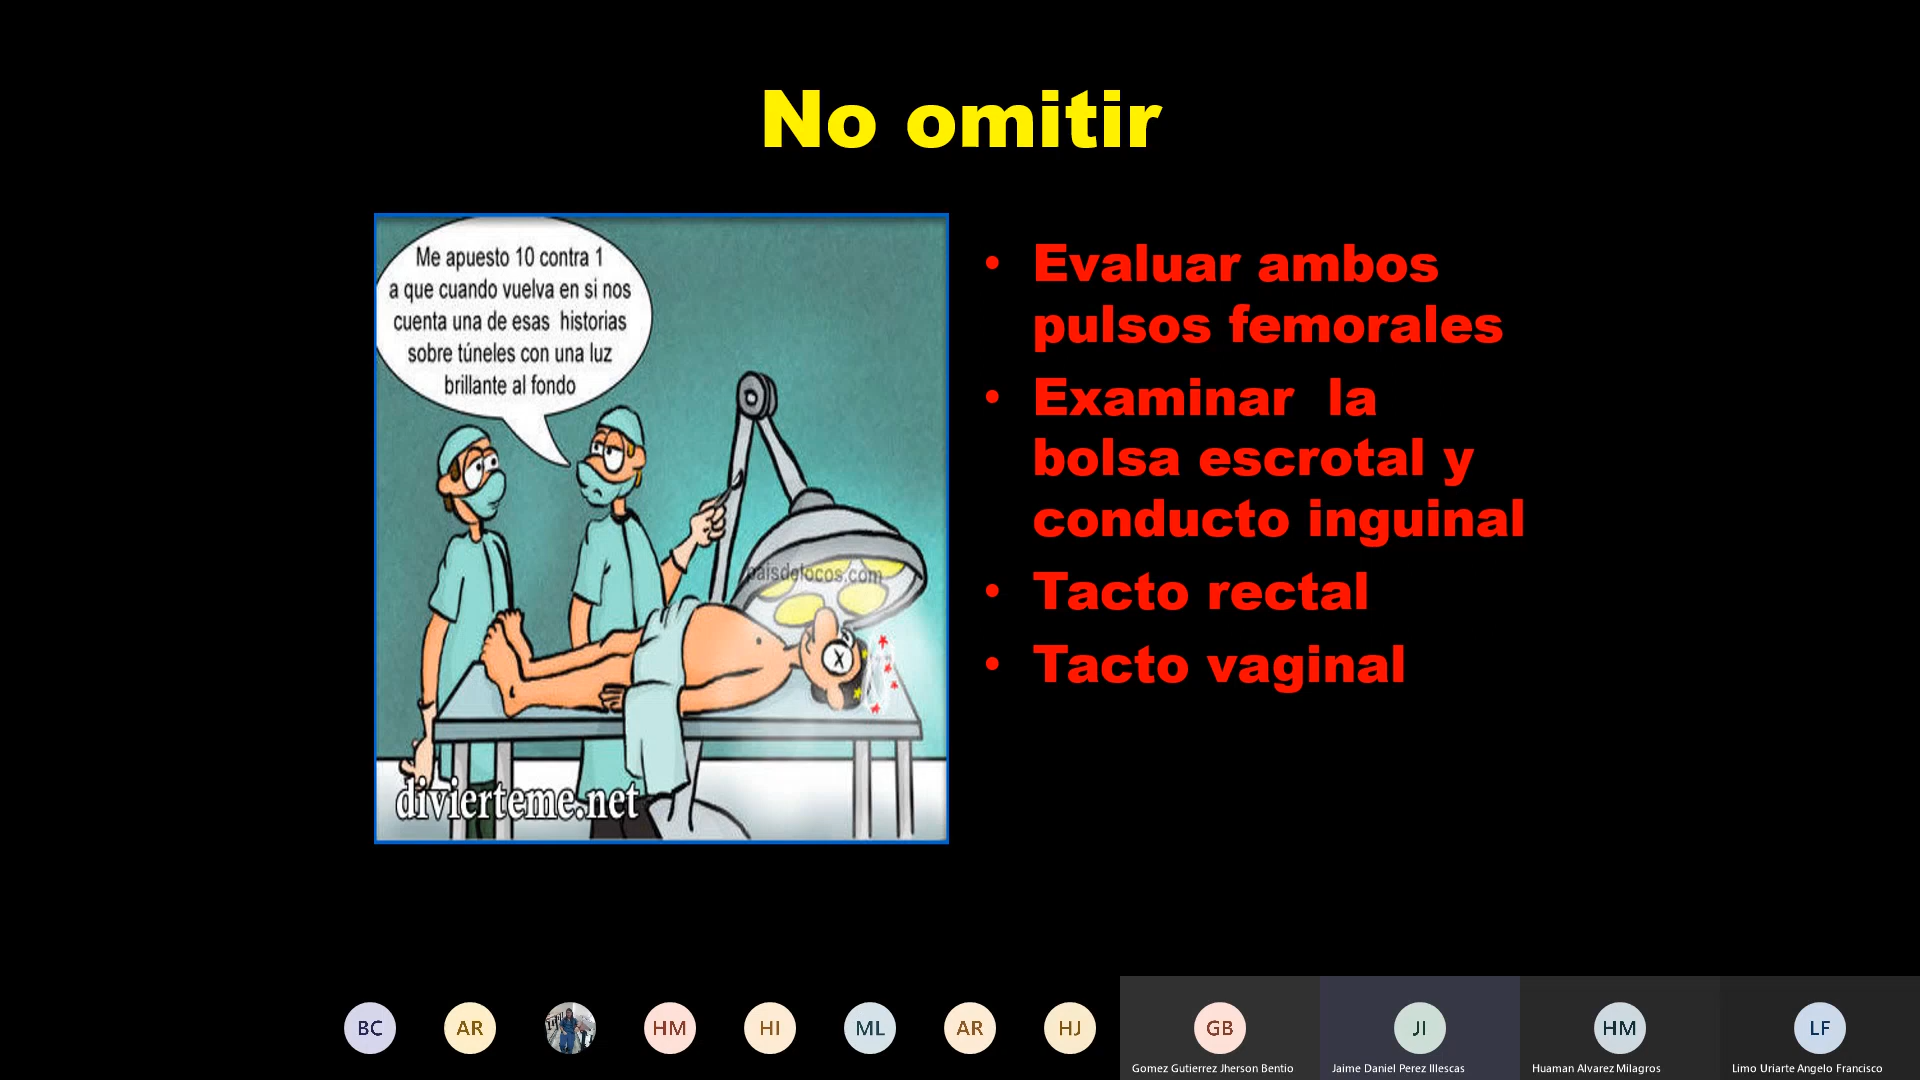 No omitir
Me apuesto 10 contra 1
a que cuando vuelva en si nos
cuenta una de esas historias
sobre túneles con una luz
brillante al fondo
paisdelocos.com
divierteme.net
• Evaluar ambos
pulsos femorales
• Examinar la
bolsa escrotal y
conducto inguinal
• Tacto rectal
• Tacto vaginal
BC
AR
HM
HI
ML
AR
HJ
GB
JI
HM
LF
Gomez Gutierrez Jherson Bentio
Jaime Daniel Perez Illescas
Huaman Alvarez Milagros
Limo Uriarte Angelo Francisco